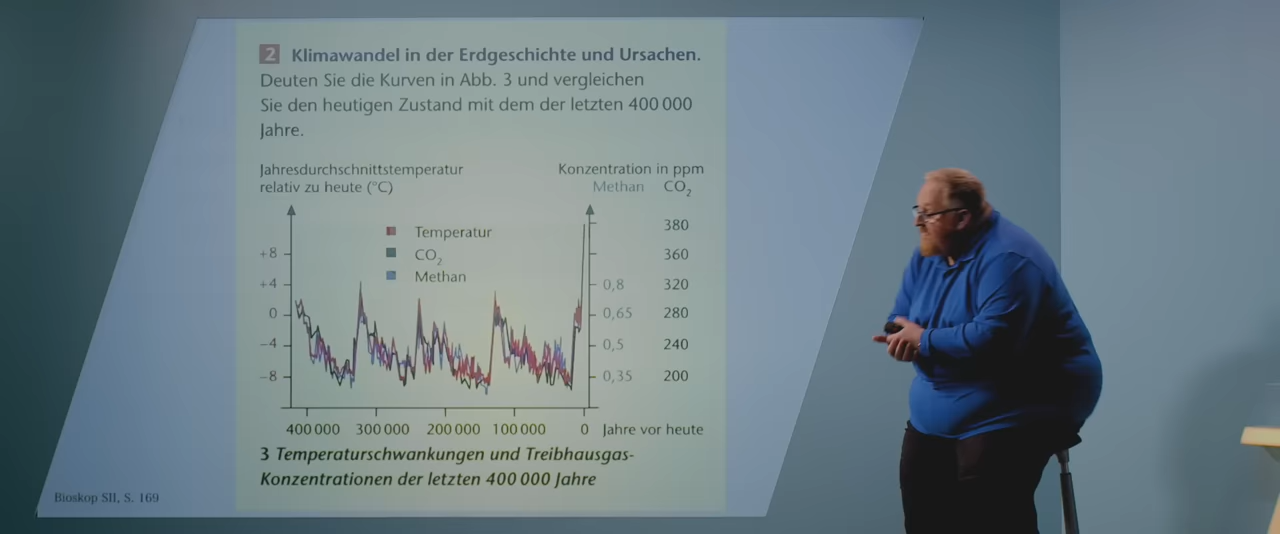 2 Klimawandel in der Erdgeschichte und Ursachen.
Deuten Sie die Kurven in Abb. 3 und vergleichen
Sie den heutigen Zustand mit dem der letzten 400 000
Jahre.
Jahresdurchschnittstemperatur
relativ zu heute (°C)
Konzentration in ppm
Methan CO₂
Temperatur
CO₂
Methan
+8
+4
0
−4
−8
0,8
0,65
0,5
0,35
380
360
320
280
240
200
400 000 300 000 200 000 100 000 0 Jahre vor heute
3 Temperaturschwankungen und Treibhausgas-
Konzentrationen der letzten 400 000 Jahre
Bioskop SII, S. 169